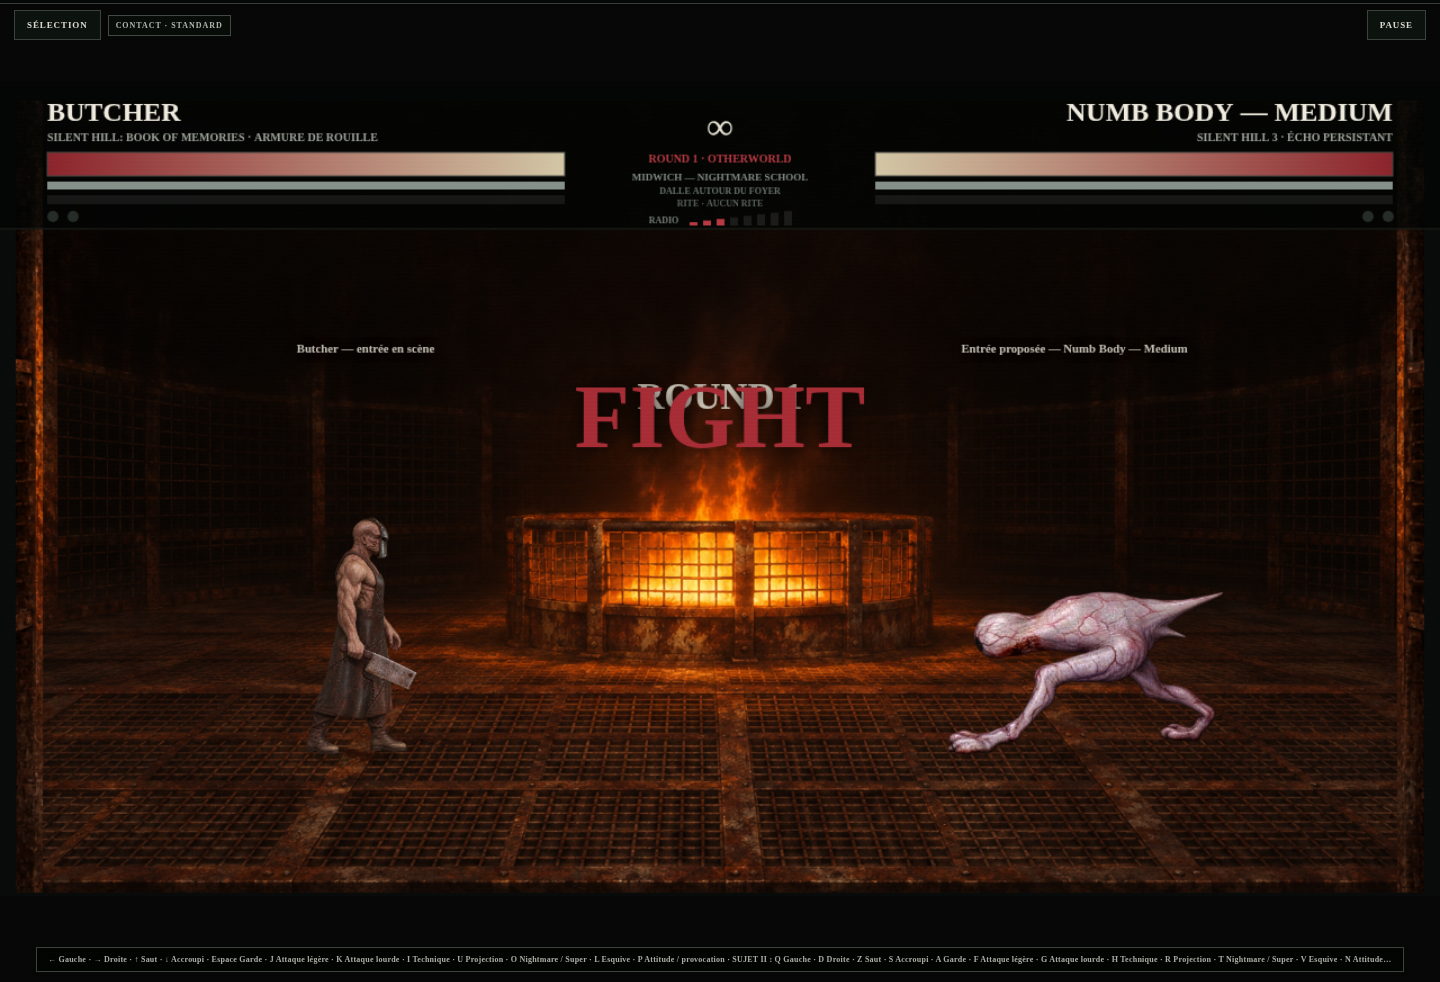 SÉLECTION
CONTACT · STANDARD
PAUSE
BUTCHER
SILENT HILL: BOOK OF MEMORIES · ARMURE DE ROUILLE
∞
ROUND 1 · OTHERWORLD
MIDWICH — NIGHTMARE SCHOOL
DALLE AUTOUR DU FOYER
RITE · AUCUN RITE
RADIO
NUMB BODY — MEDIUM
SILENT HILL 3 · ÉCHO PERSISTANT
Butcher — entrée en scène
Entrée proposée — Numb Body — Medium
ROUND 1
FIGHT
← Gauche · → Droite · ↑ Saut · ↓ Accroupi · Espace Garde · J Attaque légère · K Attaque lourde · I Technique · U Projection · O Nightmare / Super · L Esquive · P Attitude / provocation · SUJET II : Q Gauche · D Droite · Z Saut · S Accroupi · A Garde · F Attaque légère · G Attaque lourde · H Technique · R Projection · T Nightmare / Super · V Esquive · N Attitude…